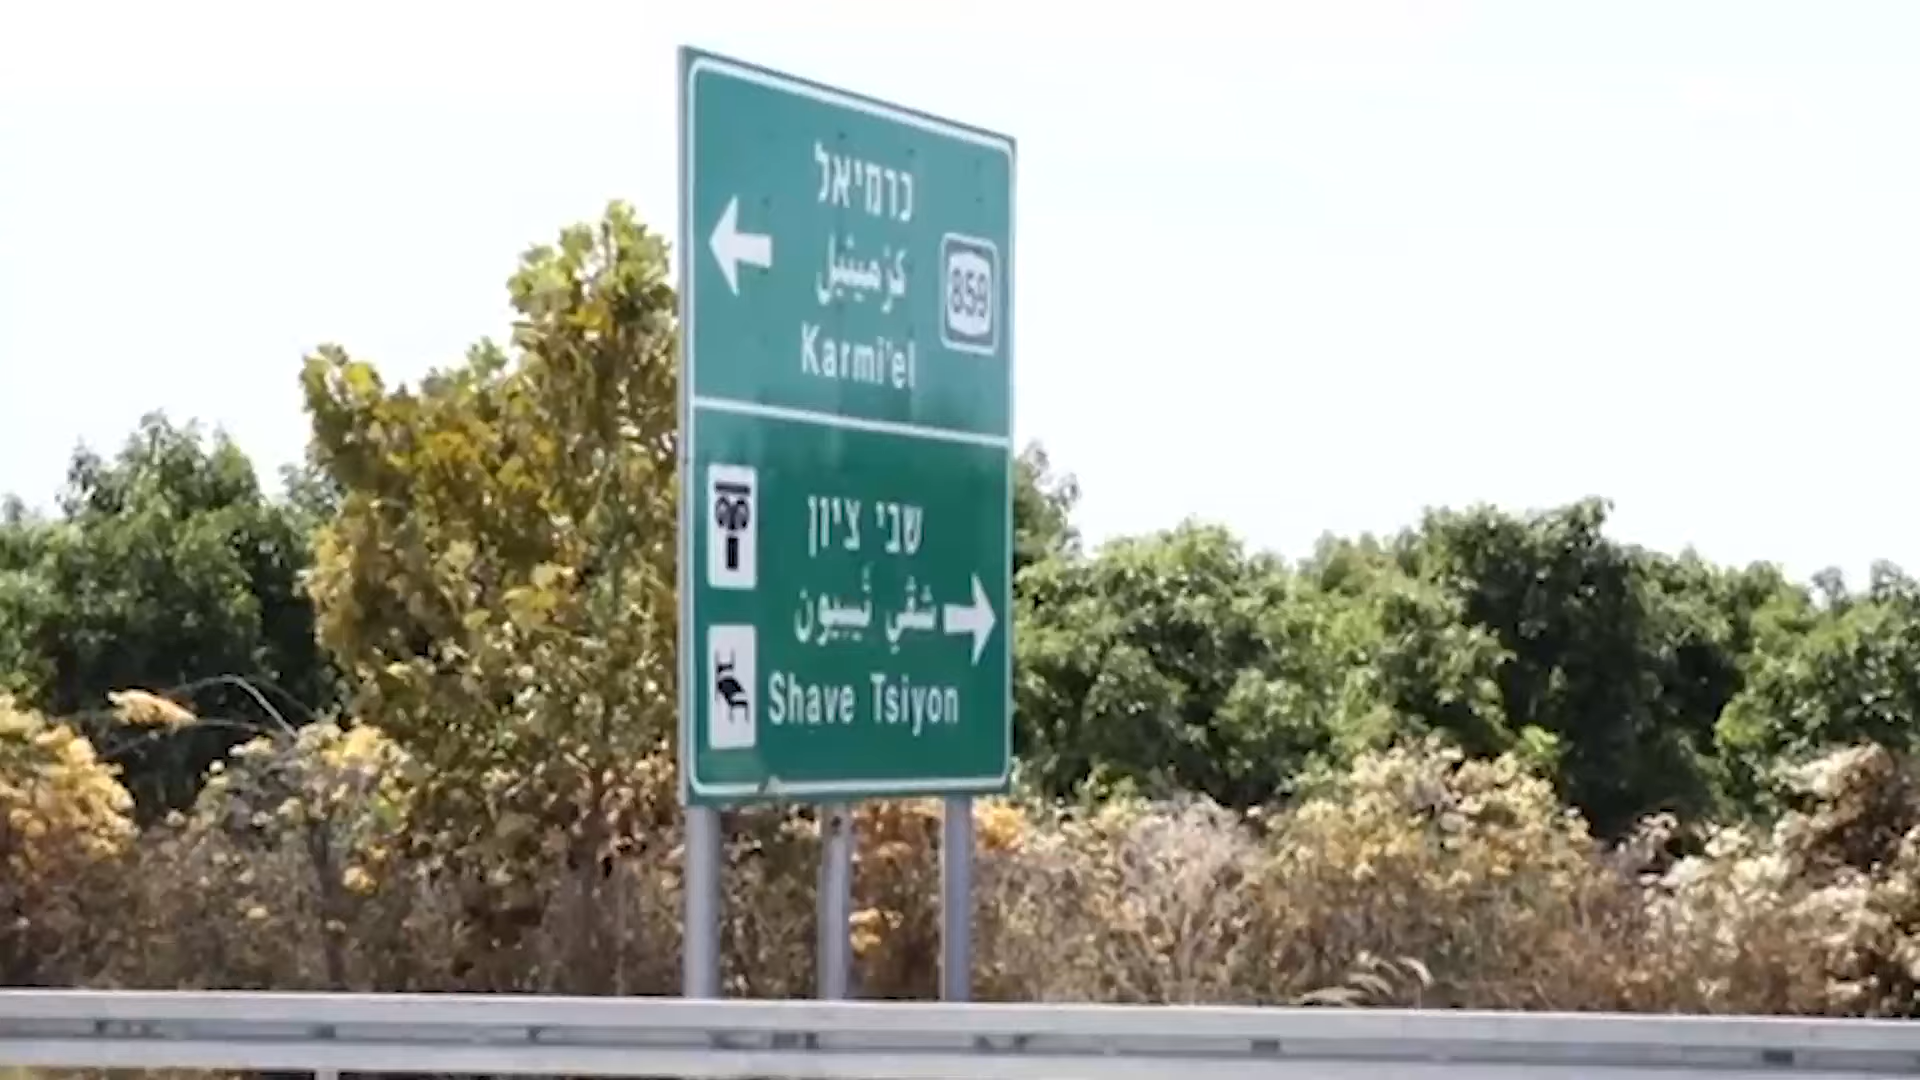 כרמיאל
كرميئيل
859
Karmi'el
שבי ציון
شڤي تسيون
Shave Tsiyon